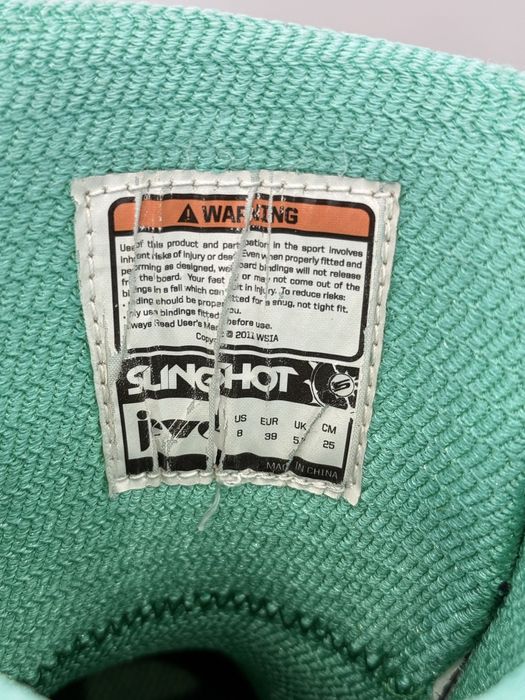 WARNING
Use of this product and participation in the sport involves
inherent risks of injury or death. Even when properly fitted and
performing as designed, wakeboard bindings will not release
from the board. Your feet may or may not come out of the
bindings in a fall which can result in injury. To reduce risks:
binding should be properly fitted for a snug, not tight fit.
only use bindings fitted you.
Always Read User's Manual before use.
Copyright © 2011 WSIA
SLINGSHOT S
US EUR UK CM
8 39 25
MADE IN CHINA